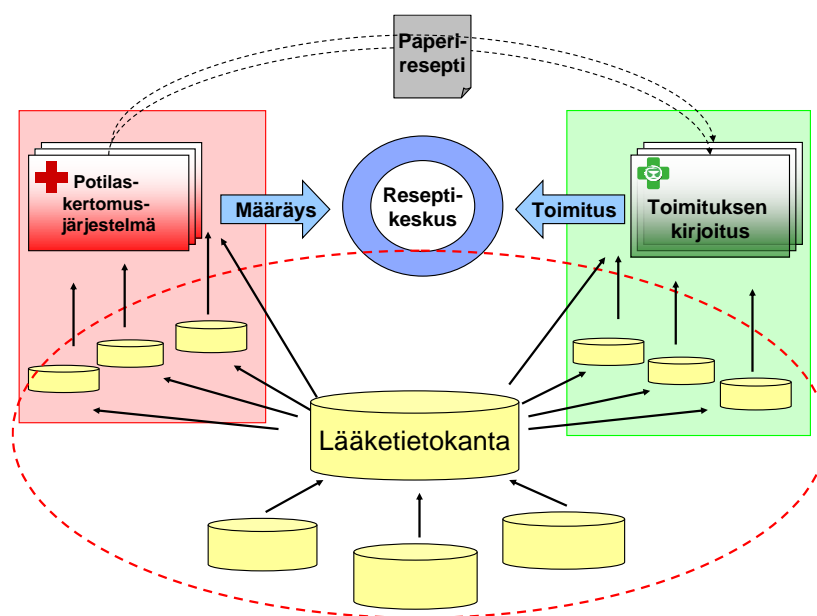 Paperi-
resepti
Potilas-
kertomus-
järjestelmä
Määräys
Resepti-
keskus
Toimitus
Toimituksen
kirjoitus
Lääketietokanta